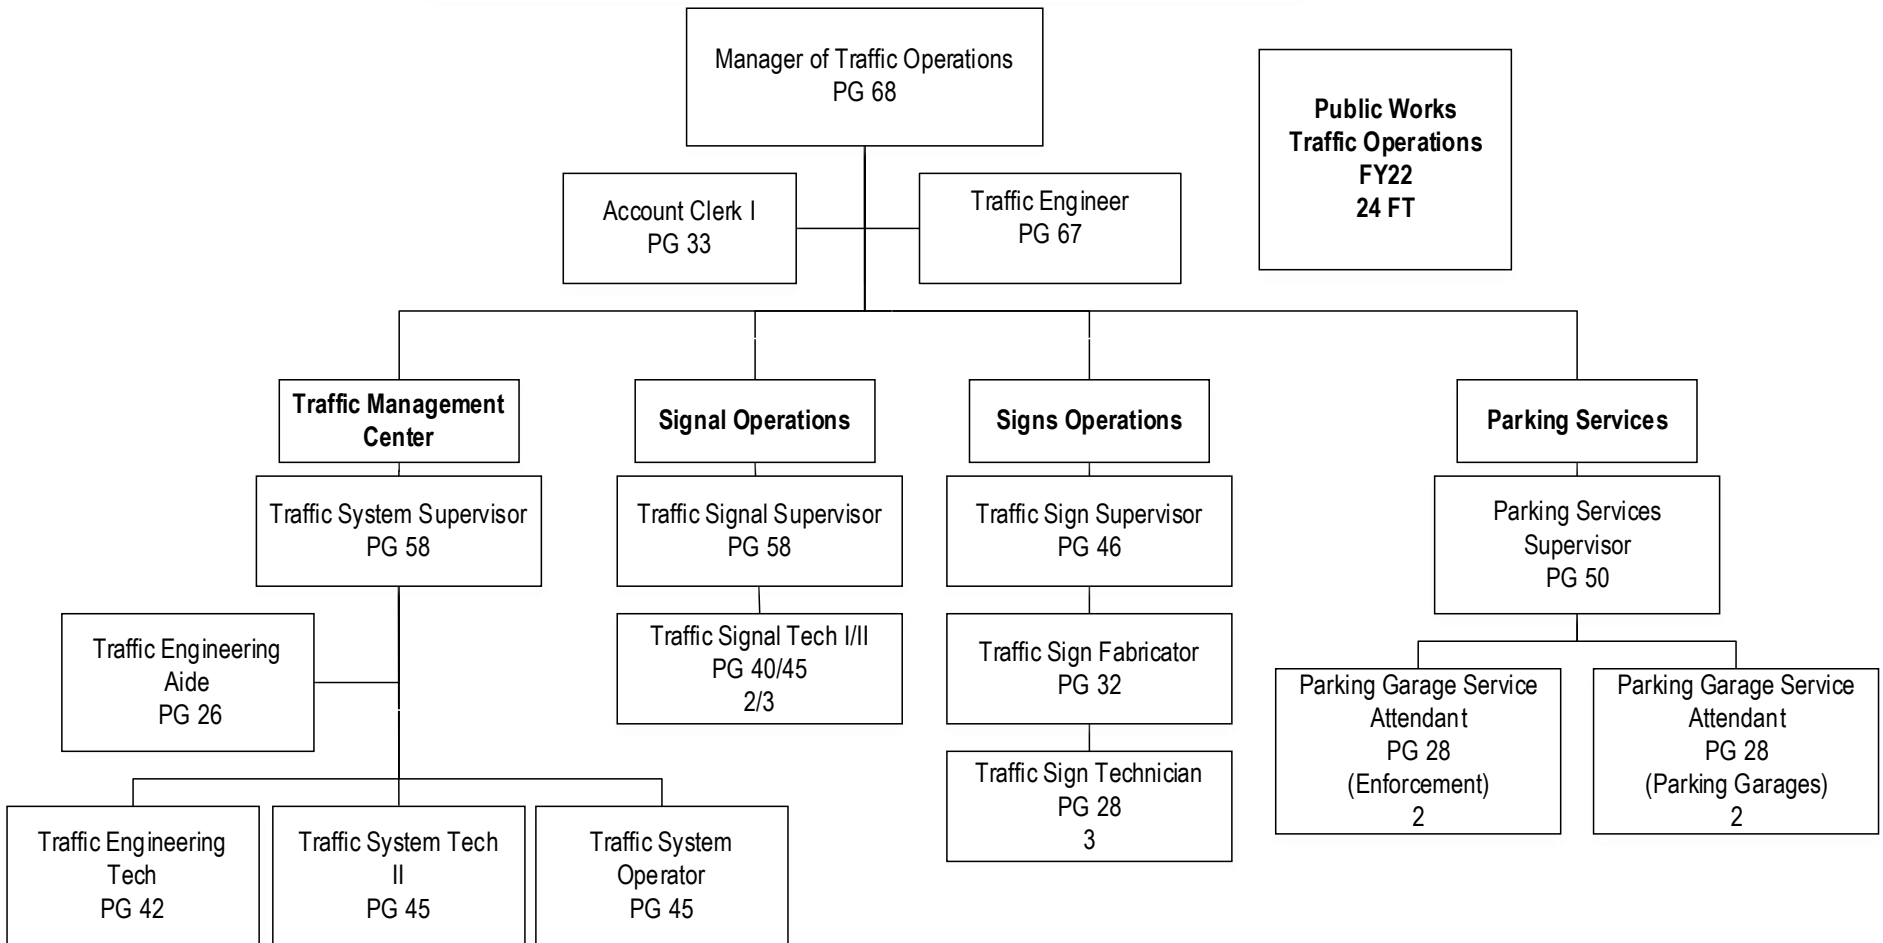 Manager of Traffic Operations
PG 68
Public Works
Traffic Operations
FY22
24 FT
Account Clerk I
PG 33
Traffic Engineer
PG 67
Traffic Management
Center
Signal Operations
Signs Operations
Parking Services
Traffic System Supervisor
PG 58
Traffic Signal Supervisor
PG 58
Traffic Sign Supervisor
PG 46
Parking Services
Supervisor
PG 50
Traffic Engineering
Aide
PG 26
Traffic Signal Tech I/II
PG 40/45
2/3
Traffic Sign Fabricator
PG 32
Parking Garage Service
Attendant
PG 28
(Enforcement)
2
Parking Garage Service
Attendant
PG 28
(Parking Garages)
2
Traffic Sign Technician
PG 28
3
Traffic Engineering
Tech
PG 42
Traffic System Tech
II
PG 45
Traffic System
Operator
PG 45